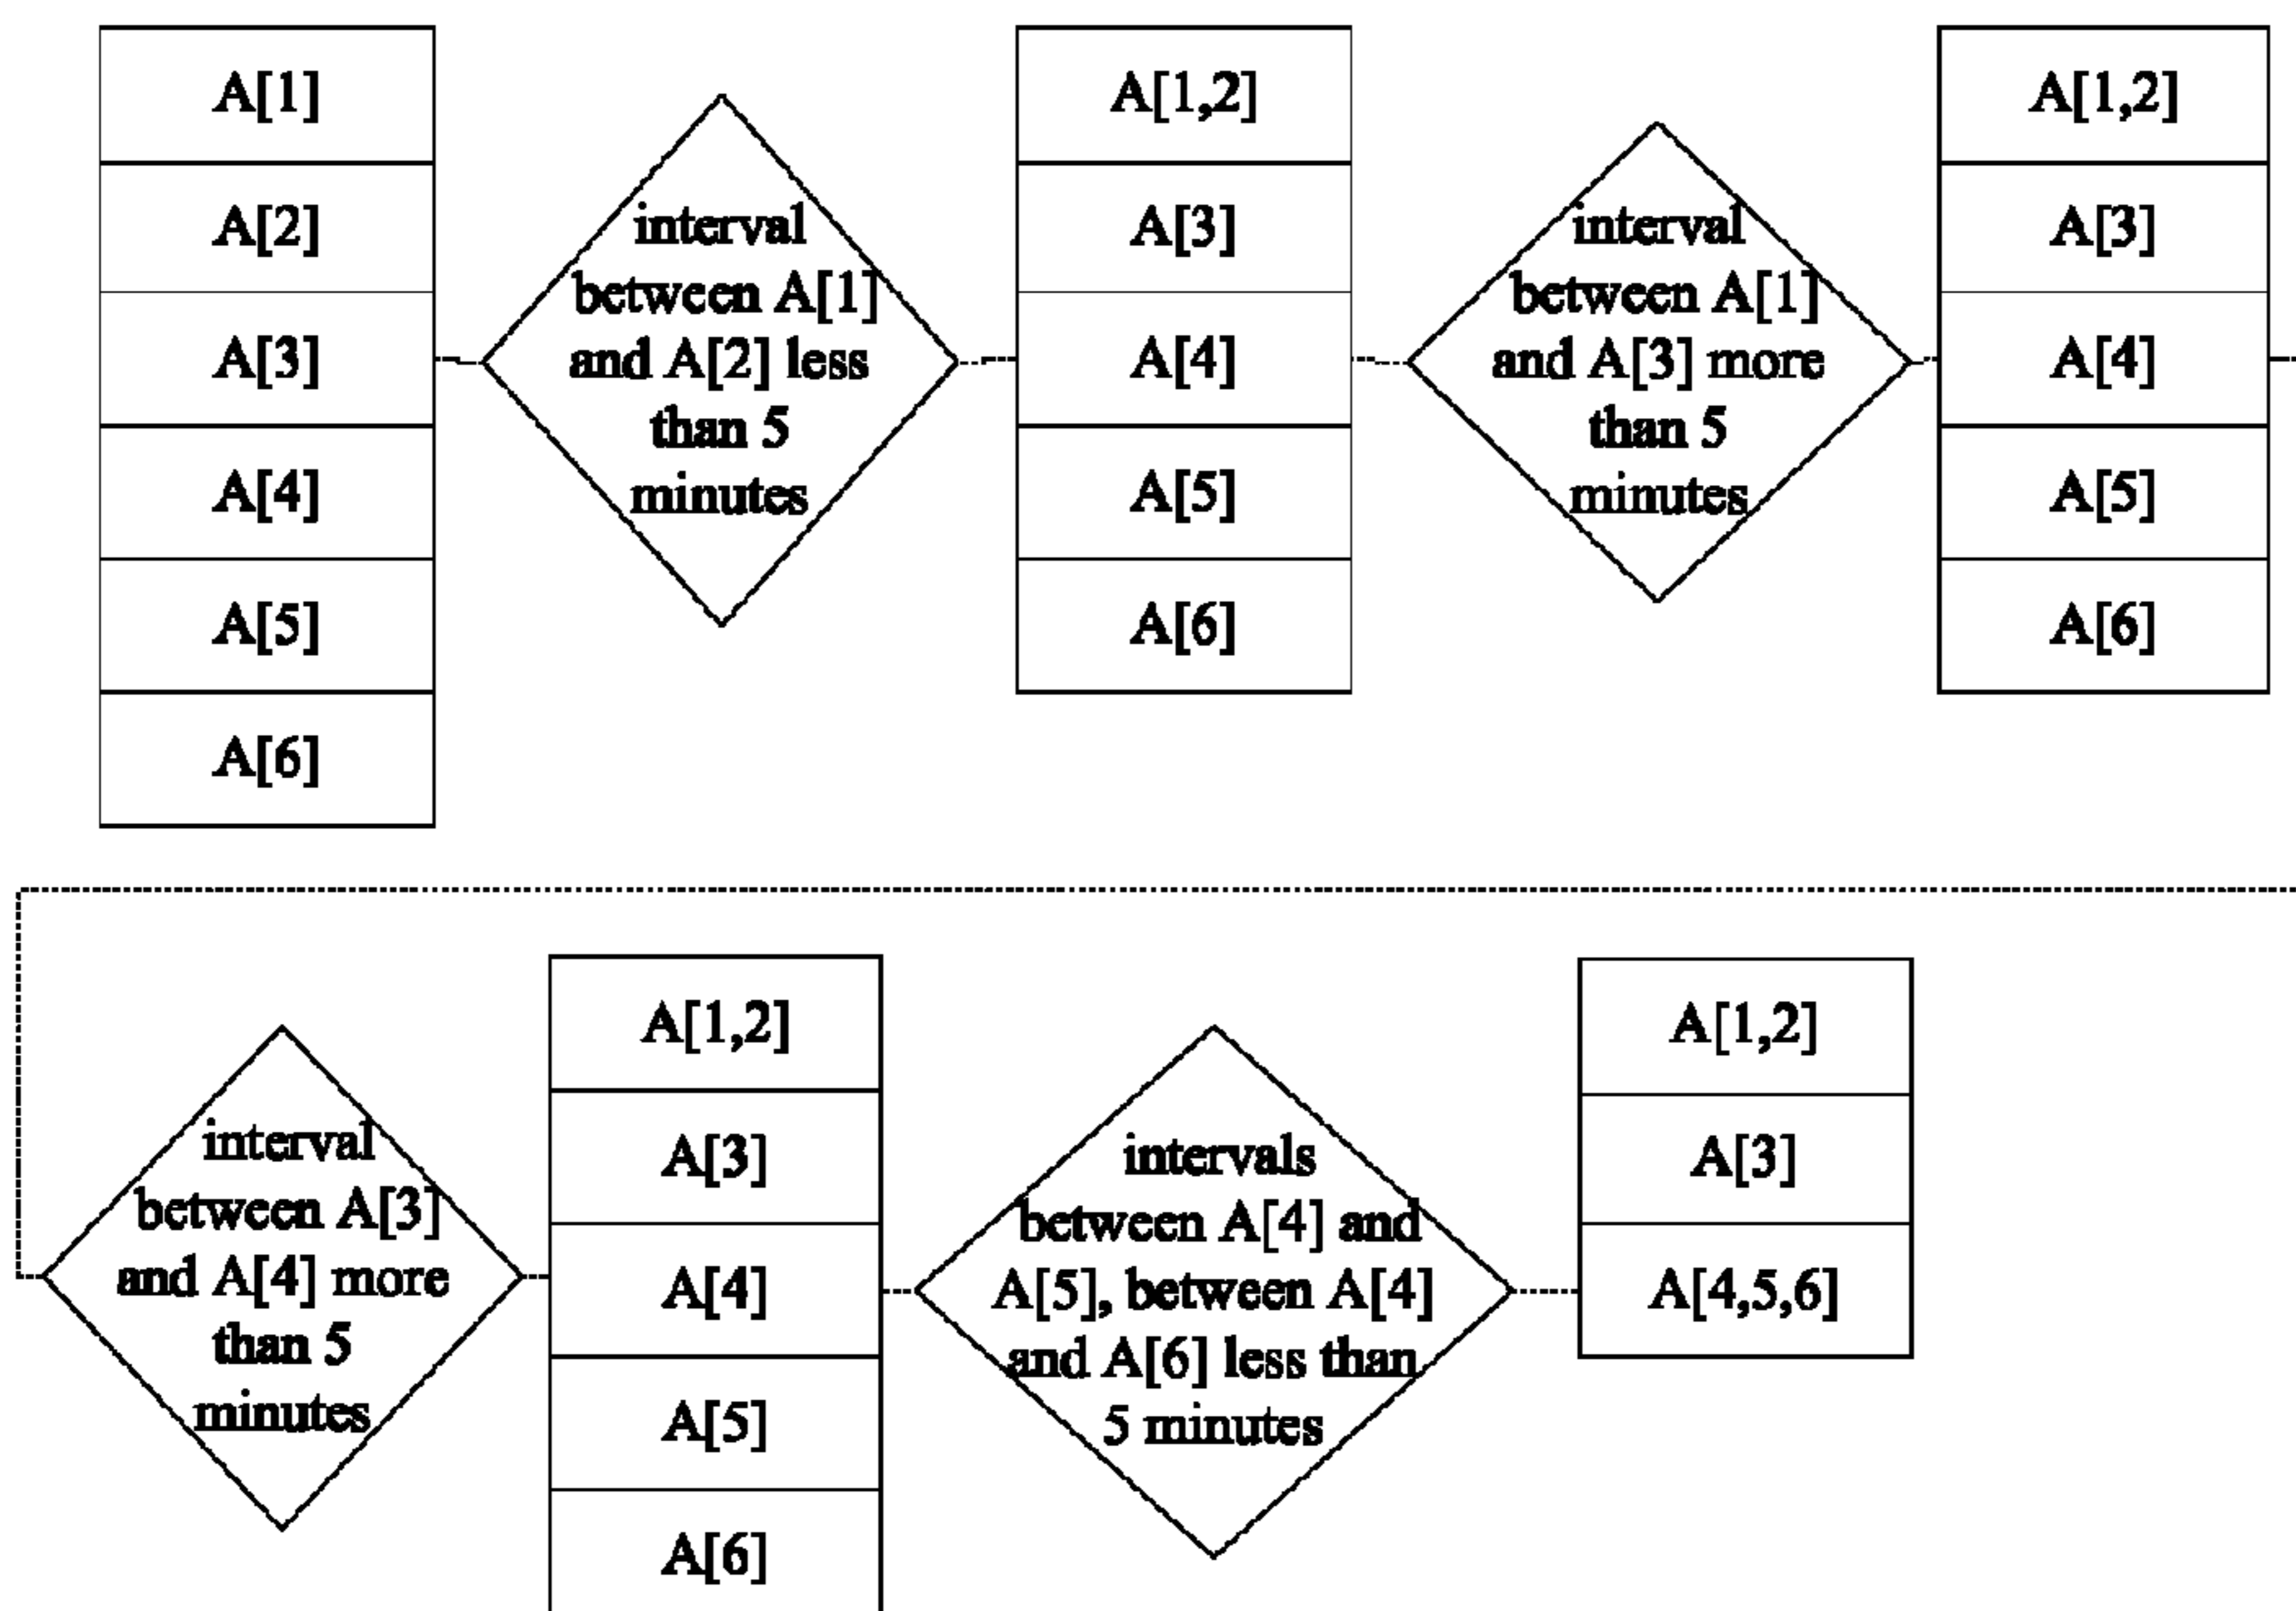 A[1]
A[2]
A[3]
A[4]
A[5]
A[6]
interval
between A[1]
and A[2] less
than 5
minutes
A[1,2]
A[3]
A[4]
A[5]
A[6]
interval
between A[1]
and A[3] more
than 5
minutes
A[1,2]
A[3]
A[4]
A[5]
A[6]
interval
between A[3]
and A[4] more
than 5
minutes
A[1,2]
A[3]
A[4]
A[5]
A[6]
intervals
between A[4] and
A[5], between A[4]
and A[6] less than
5 minutes
A[1,2]
A[3]
A[4,5,6]